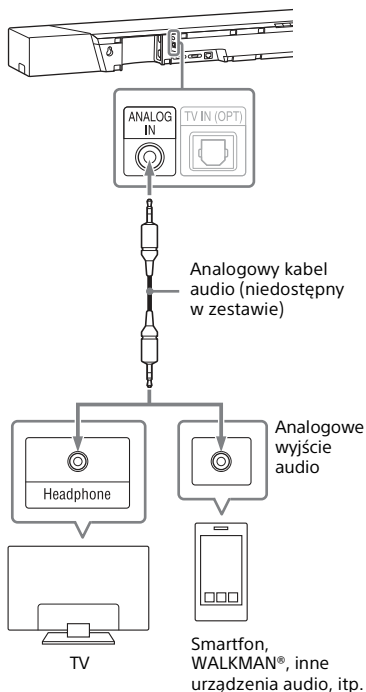 ANALOG
IN
TV IN (OPT)
Analogowy kabel
audio (niedostępny
w zestawie)
Analogowe
wyjście
audio
Headphone
TV
Smartfon,
WALKMAN®, inne
urządzenia audio, itp.